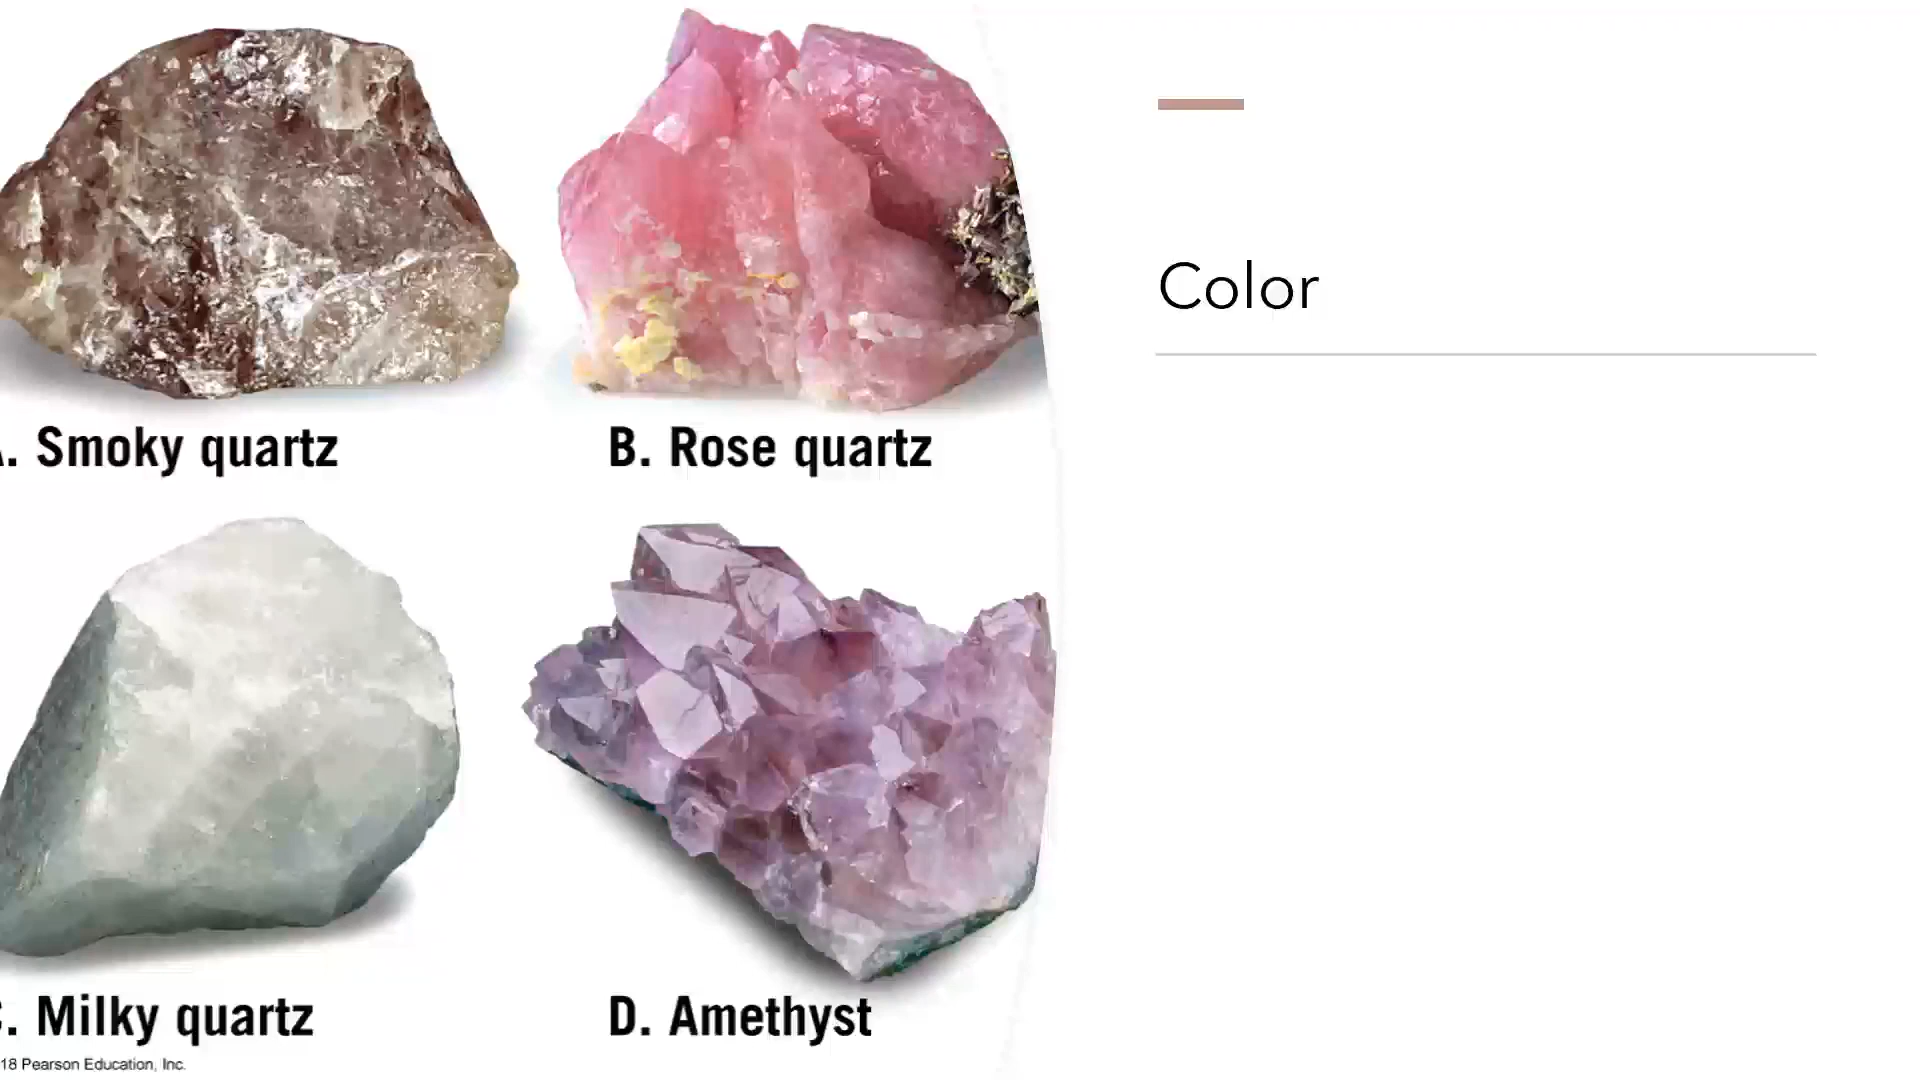 . Smoky quartz
B. Rose quartz
. Milky quartz
D. Amethyst
18 Pearson Education, Inc.
Color